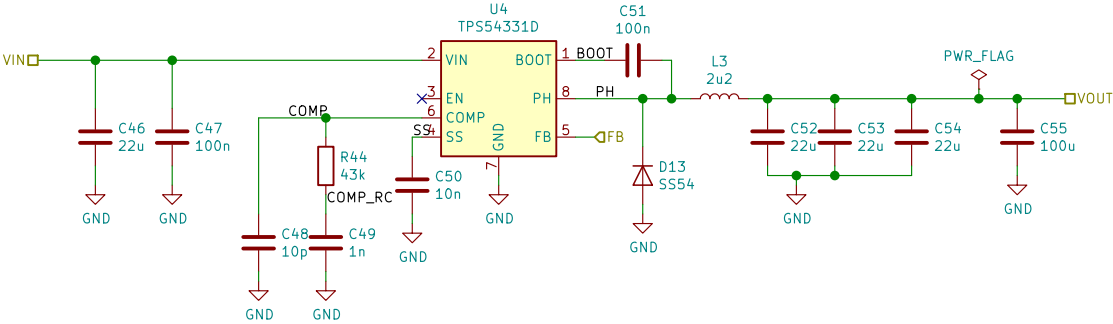 U4
TPS54331D
C51
100n
VIN
2
VIN
BOOT
1
BOOT
PWR_FLAG
L3
2u2
3
EN
PH
8
PH
VOUT
COMP
6
COMP
SS
4
SS
GND
7
FB
5
FB
C46
22u
C47
100n
R44
43k
COMP_RC
C50
10n
D13
SS54
C52
22u
C53
22u
C54
22u
C55
100u
GND
GND
GND
GND
GND
GND
GND
C48
10p
C49
1n
GND
GND